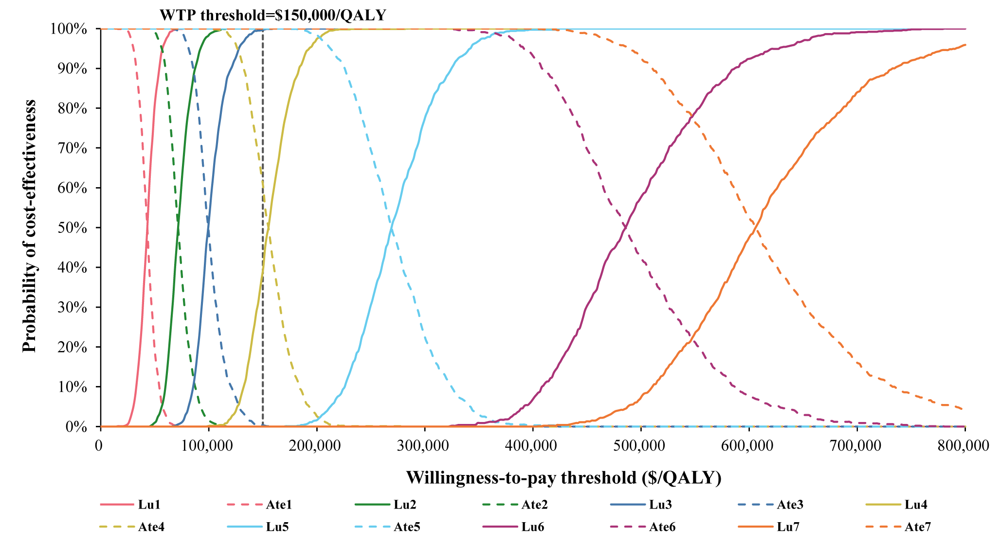 WTP threshold=$150,000/QALY
100%
90%
80%
70%
60%
50%
40%
30%
20%
10%
0%
Probability of cost-effectiveness
0 100,000 200,000 300,000 400,000 500,000 600,000 700,000 800,000
Willingness-to-pay threshold ($/QALY)
Lu1 Ate1 Lu2 Ate2 Lu3 Ate3 Lu4
Ate4 Lu5 Ate5 Lu6 Ate6 Lu7 Ate7